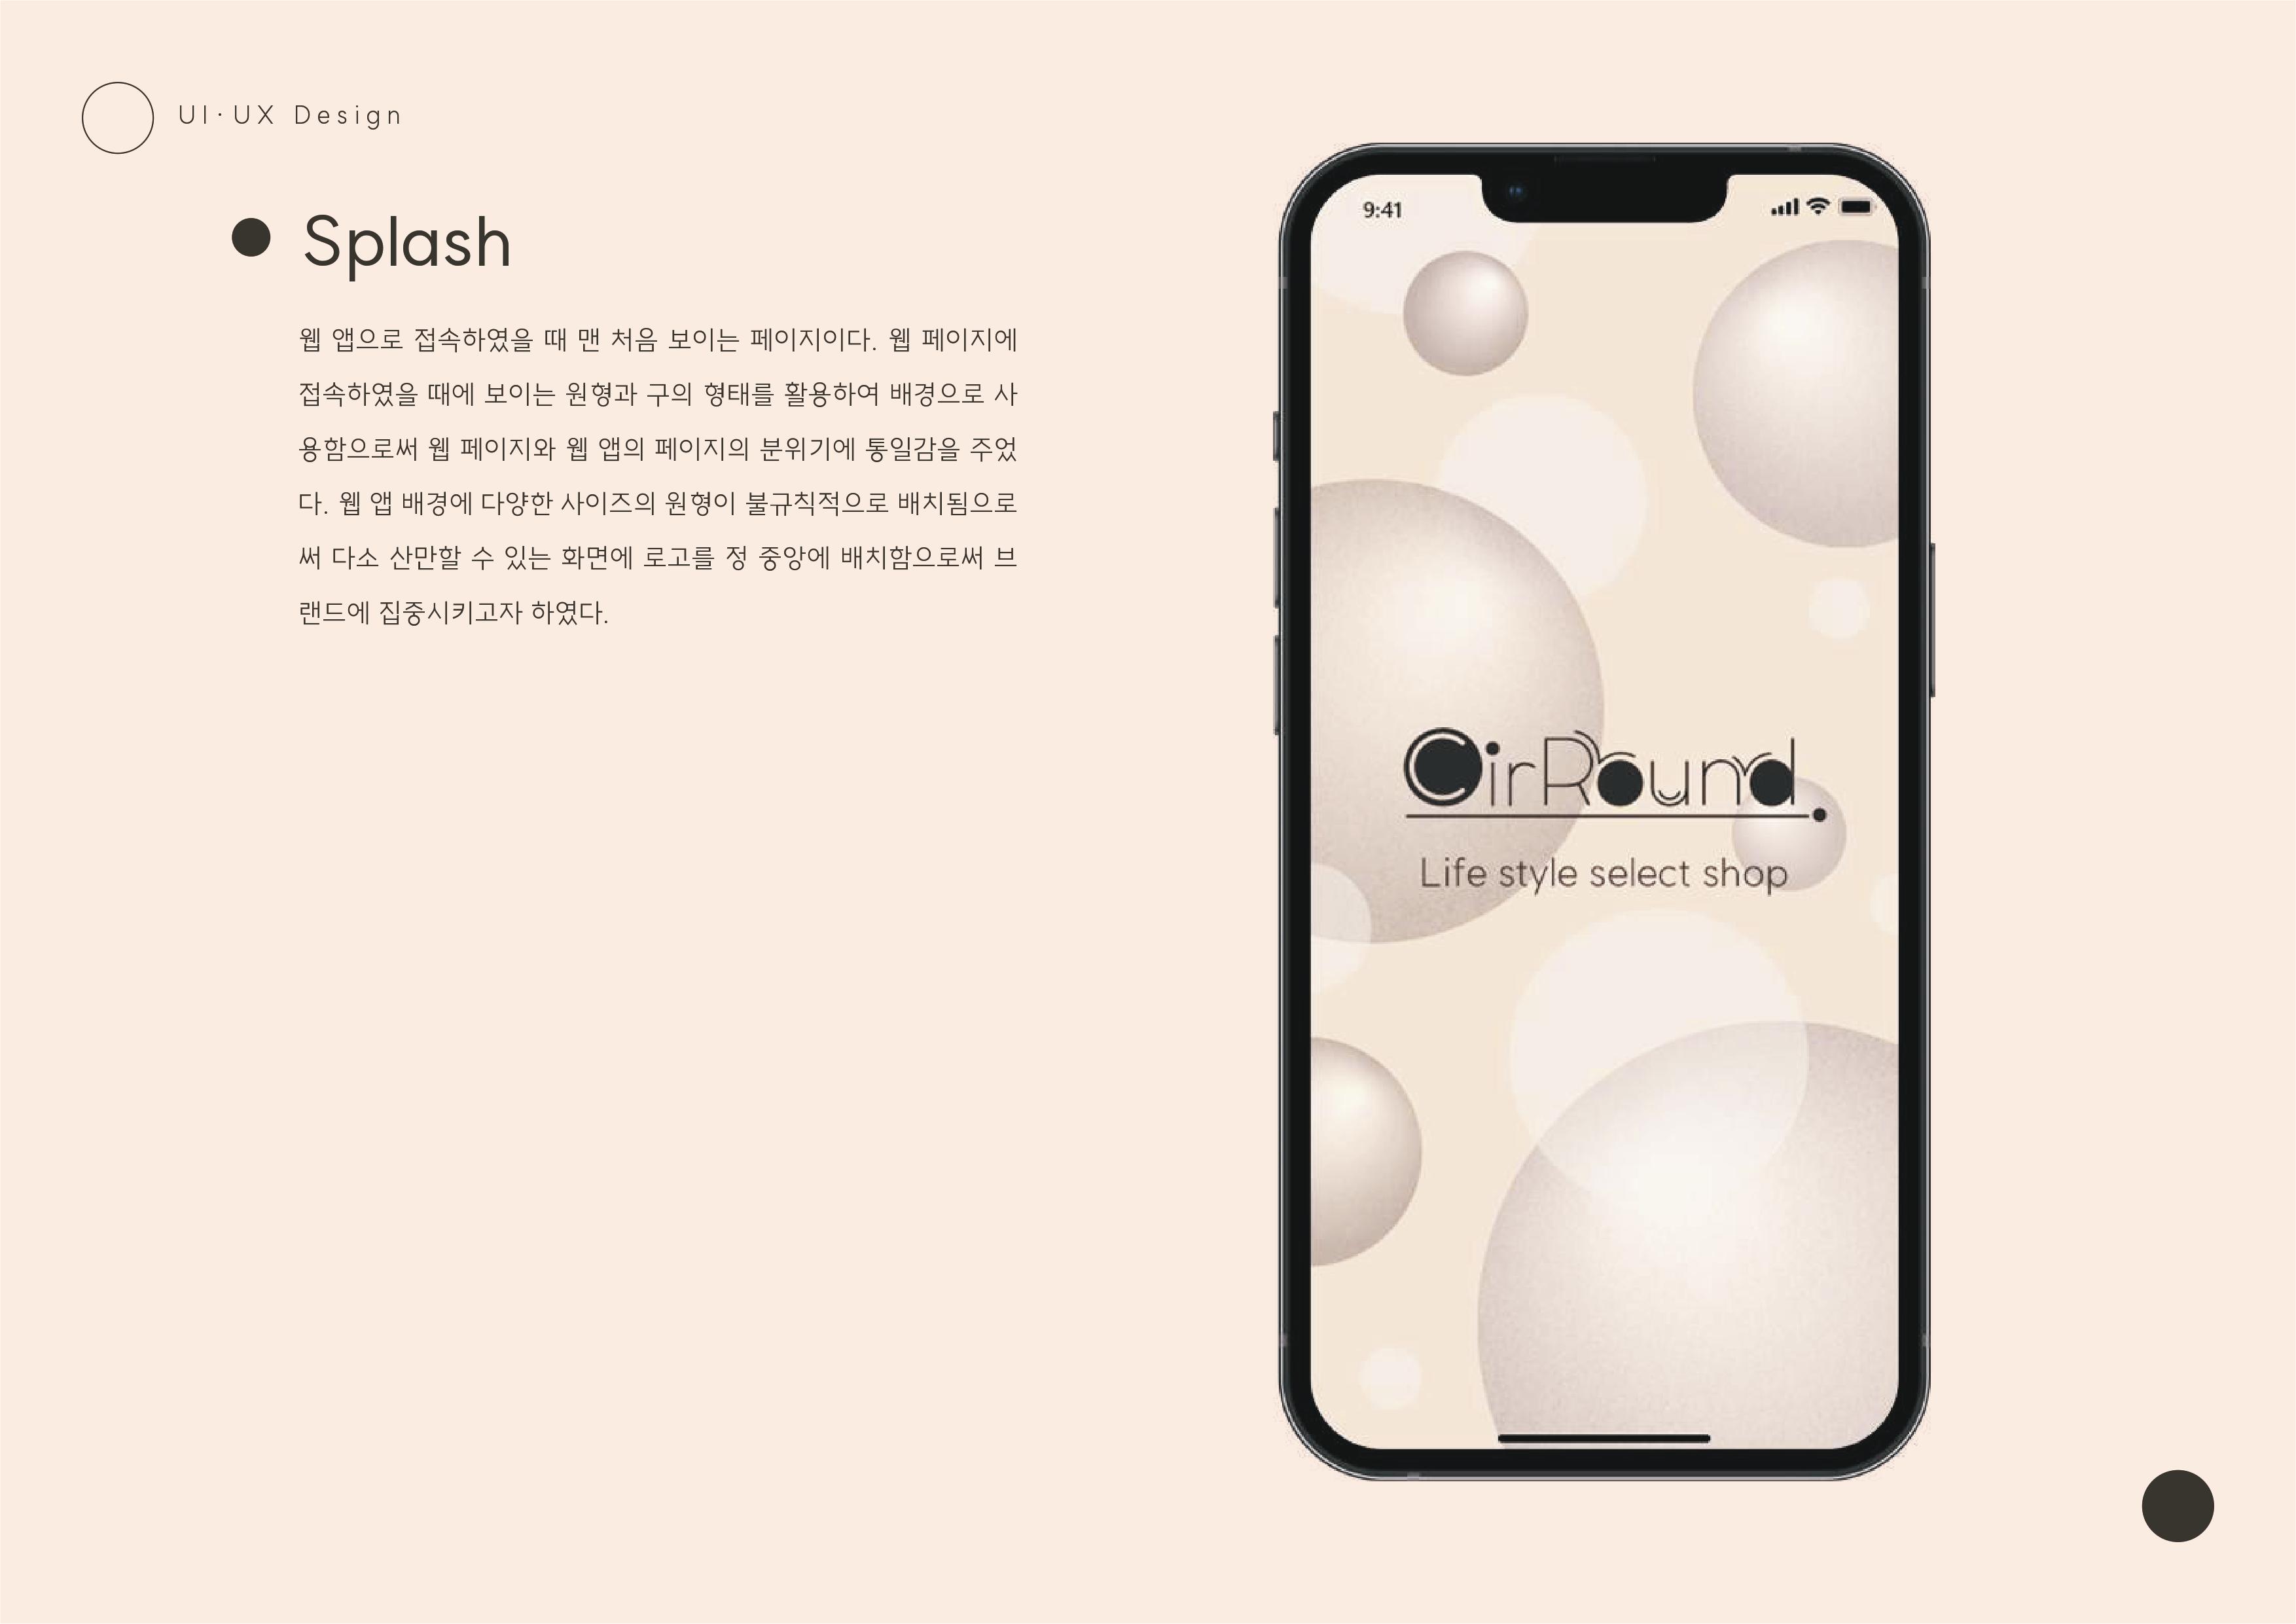 UI·UX Design
Splash
웹 앱으로 접속하였을 때 맨 처음 보이는 페이지이다. 웹 페이지에
접속하였을 때에 보이는 원형과 구의 형태를 활용하여 배경으로 사
용함으로써 웹 페이지와 웹 앱의 페이지의 분위기에 통일감을 주었
다. 웹 앱 배경에 다양한 사이즈의 원형이 불규칙적으로 배치됨으로
써 다소 산만할 수 있는 화면에 로고를 정 중앙에 배치함으로써 브
랜드에 집중시키고자 하였다.
9:41
CirRound.
Life style select shop